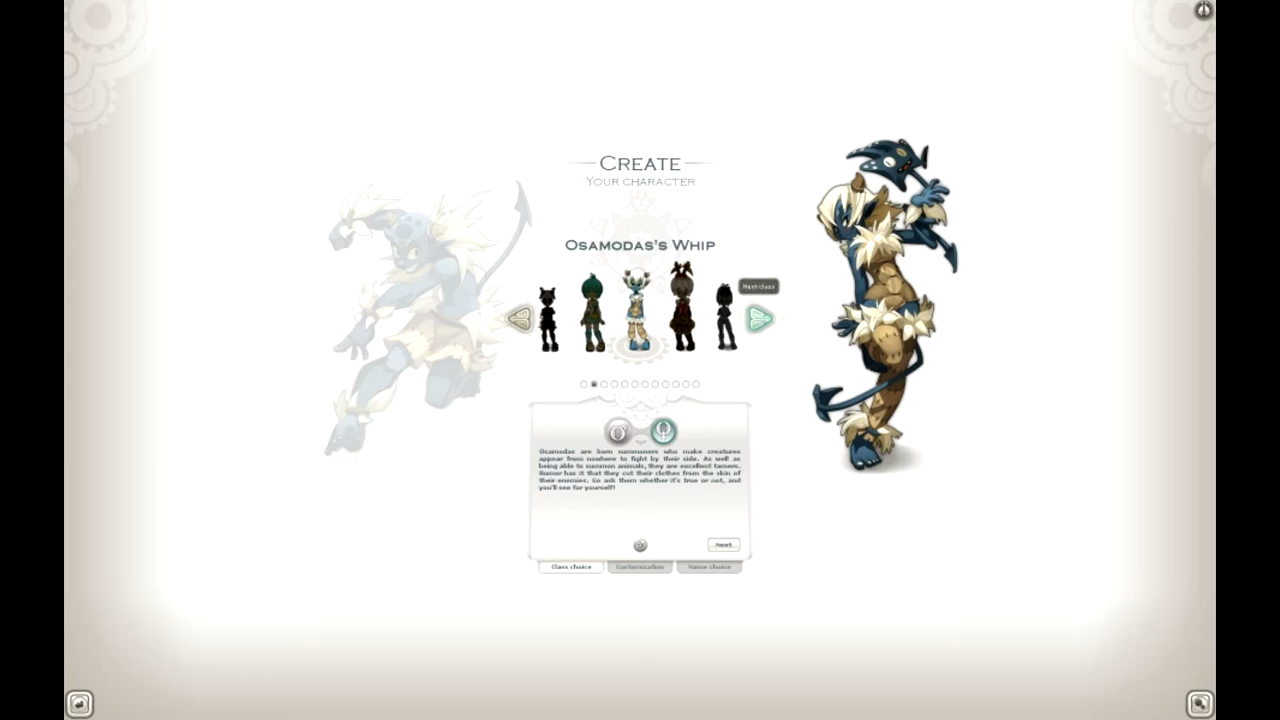 CREATE
YOUR CHARACTER
OSAMODAS'S WHIP
Next class
Osamodas are born summoners who make creatures
appear from nowhere to fight by their side. As well as
being able to summon animals, they are excellent tamers.
Rumor has it that they cut their clothes from the skin of
their enemies. Go ask them whether it's true or not, and
you'll see for yourself!
Next
Class choice
Customization
Name choice